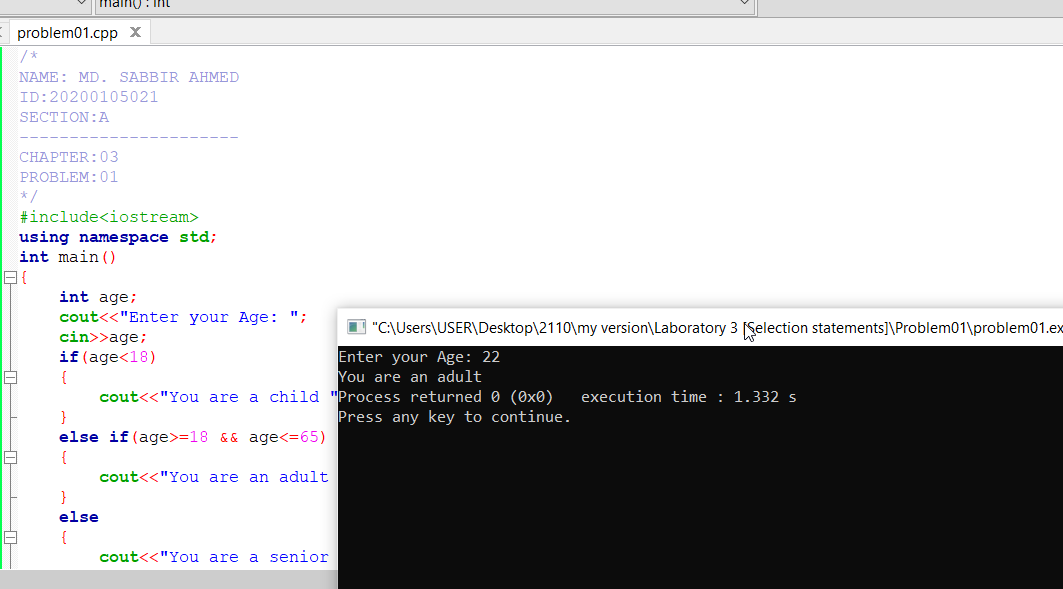 main() : int
problem01.cpp X
/*
NAME: MD. SABBIR AHMED
ID:20200105021
SECTION:A
----------------------
CHAPTER:03
PROBLEM:01
*/
#include<iostream>
using namespace std;
int main()
{
int age;
cout<<"Enter your Age: ";
cin>>age;
if(age<18)
{
cout<<"You are a child "
}
else if(age>=18 && age<=65)
{
cout<<"You are an adult
}
else
{
cout<<"You are a senior
"C:\Users\USER\Desktop\2110\my version\Laboratory 3 [Selection statements]\Problem01\problem01.ex
Enter your Age: 22
You are an adult
Process returned 0 (0x0)   execution time : 1.332 s
Press any key to continue.